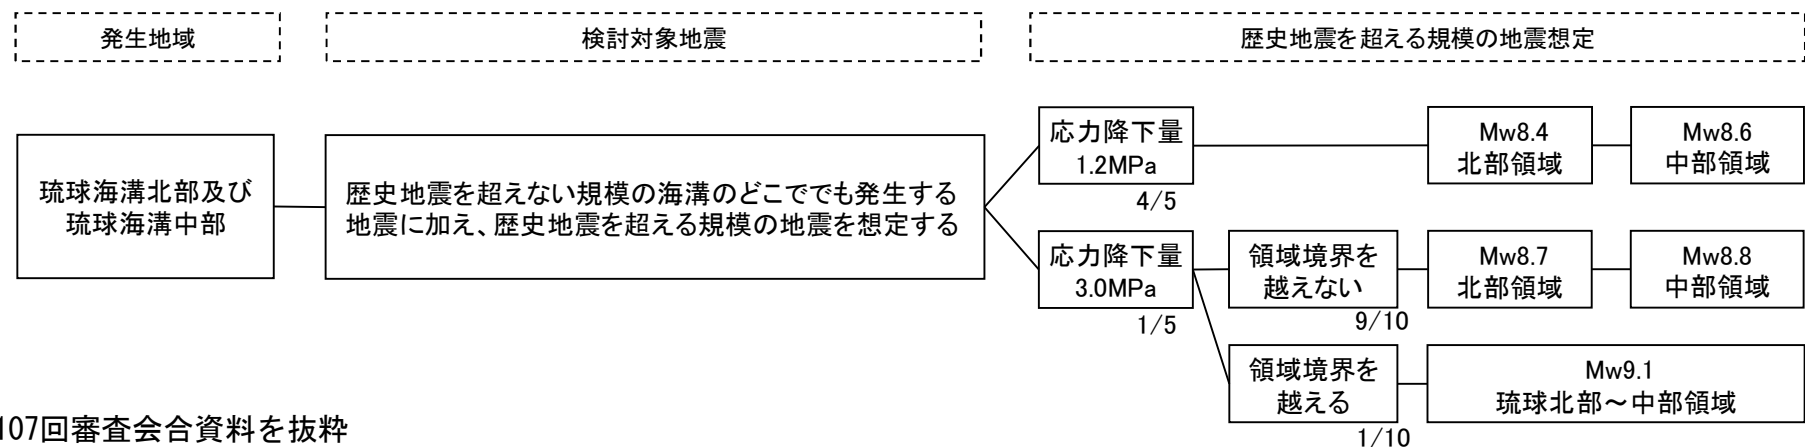 発生地域
検討対象地震
歴史地震を超える規模の地震想定
琉球海溝北部及び
琉球海溝中部
歴史地震を超えない規模の海溝のどこででも発生する
地震に加え、歴史地震を超える規模の地震を想定する
応力降下量
1.2MPa
4/5
Mw8.4
北部領域
Mw8.6
中部領域
応力降下量
3.0MPa
1/5
領域境界を
越えない
9/10
Mw8.7
北部領域
Mw8.8
中部領域
領域境界を
越える
1/10
Mw9.1
琉球北部～中部領域
107回審査会合資料を抜粋